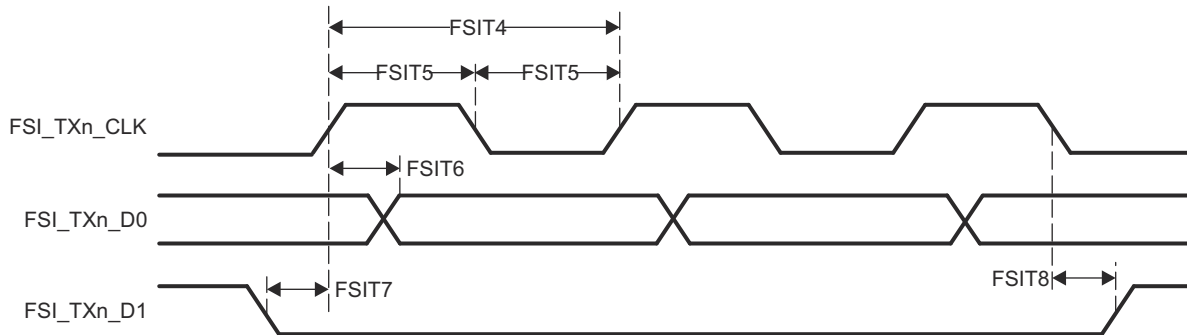 FSIT4
FSIT5 FSIT5
FSI_TXn_CLK
FSIT6
FSI_TXn_D0
FSIT7
FSIT8
FSI_TXn_D1